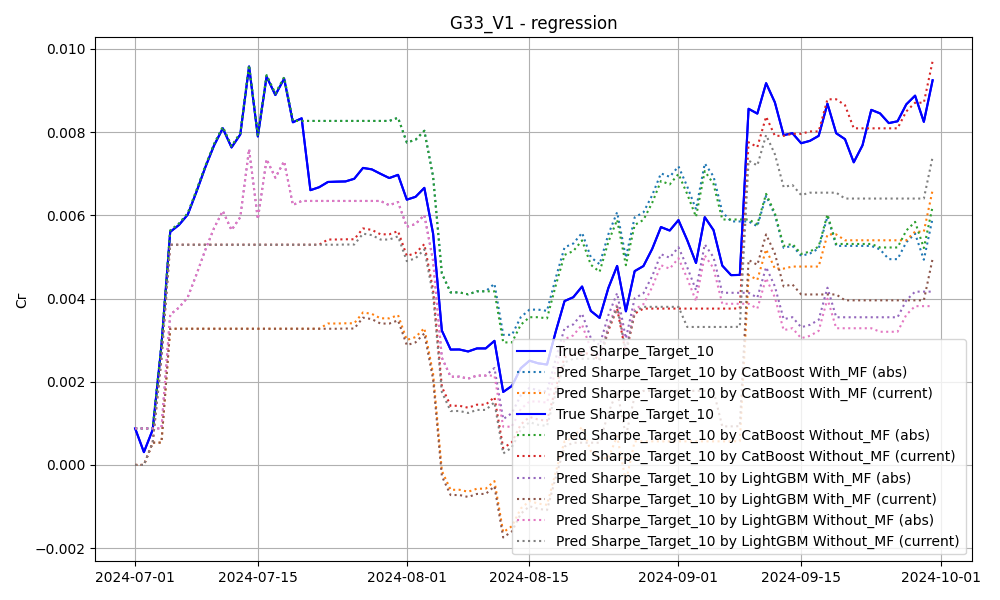 G33_V1 - regression
0.010
0.008
0.006
0.004
0.002
0.000
−0.002
Cr
2024-07-01
2024-07-15
2024-08-01
2024-08-15
2024-09-01
2024-09-15
2024-10-01
True Sharpe_Target_10
Pred Sharpe_Target_10 by CatBoost With_MF (abs)
Pred Sharpe_Target_10 by CatBoost With_MF (current)
True Sharpe_Target_10
Pred Sharpe_Target_10 by CatBoost Without_MF (abs)
Pred Sharpe_Target_10 by CatBoost Without_MF (current)
Pred Sharpe_Target_10 by LightGBM With_MF (abs)
Pred Sharpe_Target_10 by LightGBM With_MF (current)
Pred Sharpe_Target_10 by LightGBM Without_MF (abs)
Pred Sharpe_Target_10 by LightGBM Without_MF (current)